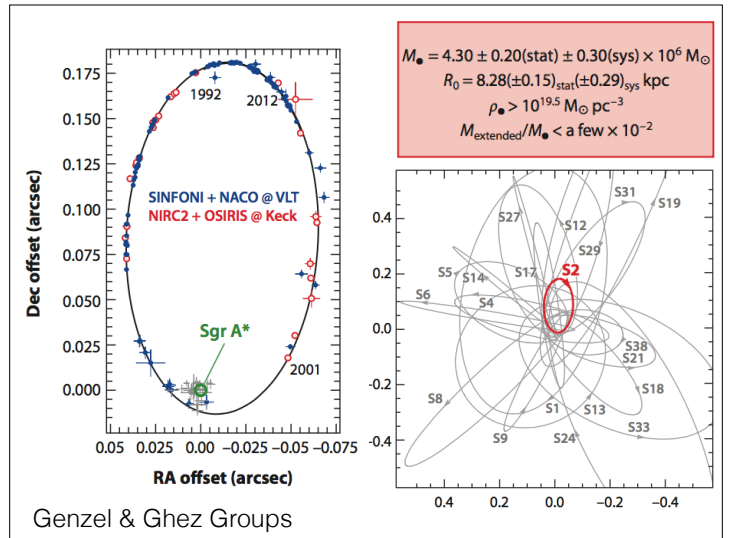 M● = 4.30 ± 0.20(stat) ± 0.30(sys) × 10⁶ M⊙
R₀ = 8.28(±0.15)stat(±0.29)sys kpc
ρ● > 10¹⁹·⁵ M⊙ pc⁻³
Mextended/M● < a few × 10⁻²
Dec offset (arcsec)
0.175
0.150
0.125
0.100
0.075
0.050
0.025
0.000
1992
2012
SINFONI + NACO @ VLT
NIRC2 + OSIRIS @ Keck
Sgr A*
2001
0.05 0.025 0.00 −0.025 −0.05 −0.075
RA offset (arcsec)
0.4
0.2
0.0
-0.2
-0.4
S31
S19
S27
S12
S29
S2
S17
S5
S14
S6
S4
S38
S21
S18
S8
S1
S13
S33
S9
S24
0.4 0.2 0.0 −0.2 −0.4
Genzel & Ghez Groups